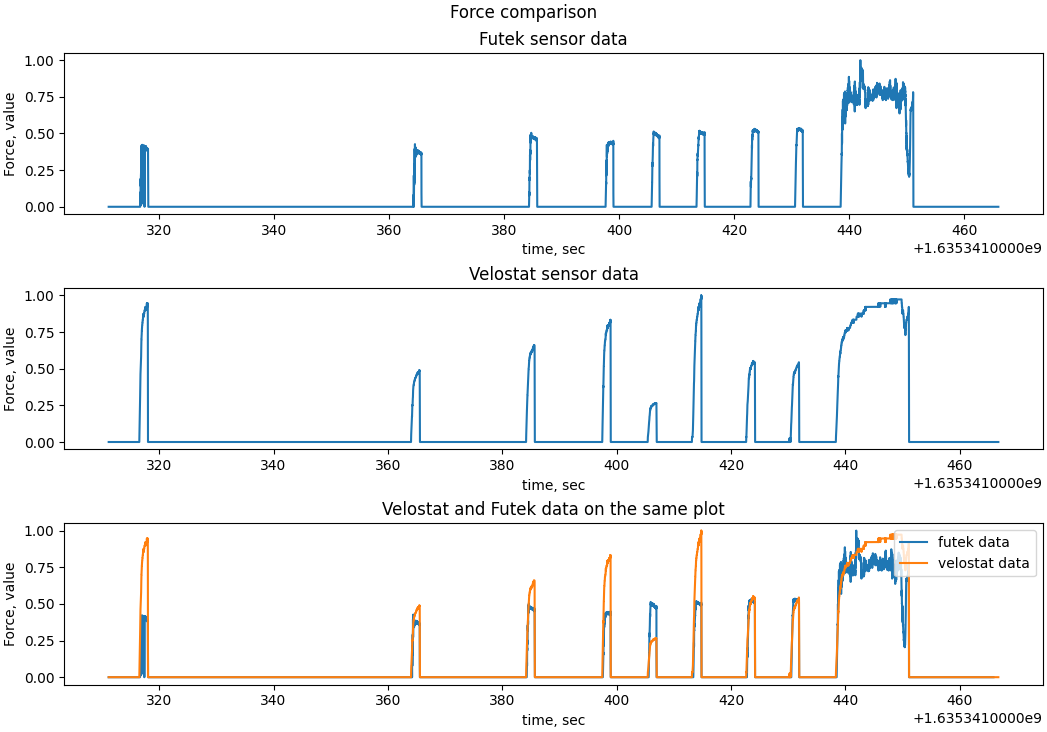 Force comparison
Futek sensor data
1.00
0.75
0.50
0.25
0.00
Force, value
320 340 360 380 400 420 440 460
time, sec
+1.6353410000e9
Velostat sensor data
1.00
0.75
0.50
0.25
0.00
Force, value
320 340 360 380 400 420 440 460
time, sec
+1.6353410000e9
Velostat and Futek data on the same plot
1.00
0.75
0.50
0.25
0.00
Force, value
futek data
velostat data
320 340 360 380 400 420 440 460
time, sec
+1.6353410000e9